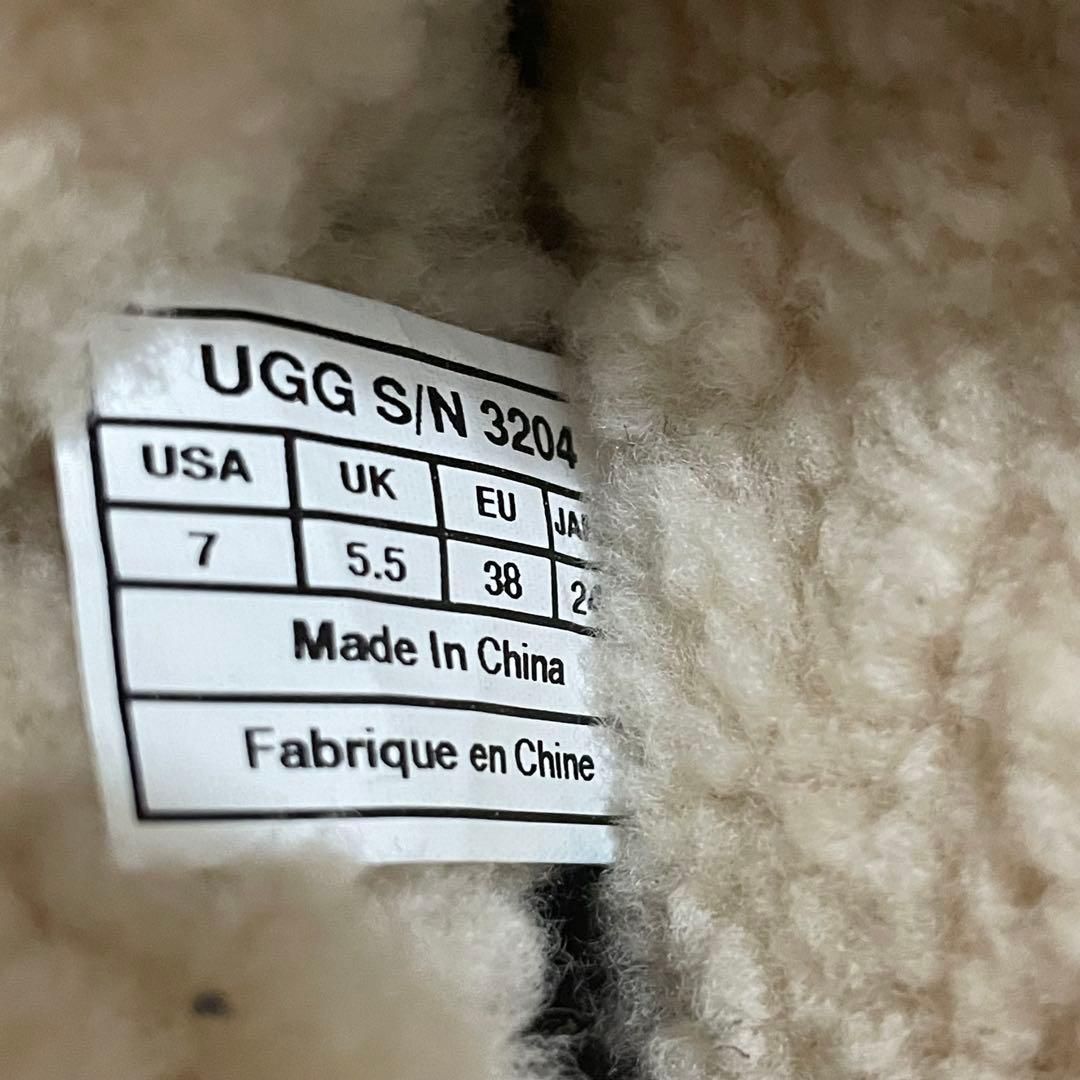 UGG S/N 3204
USA UK EU
7 5.5 38
Made In China
Fabrique en Chine